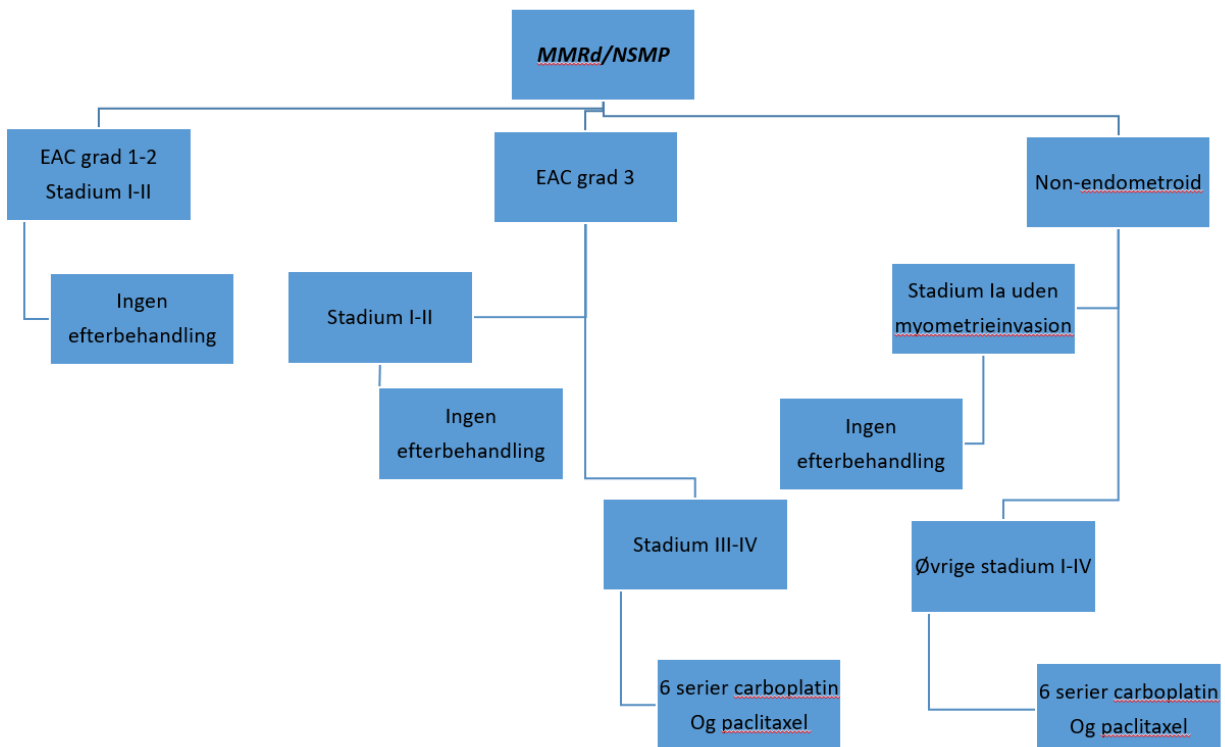 MMRd/NSMP
EAC grad 1-2
Stadium I-II
Ingen
efterbehandling
EAC grad 3
Stadium I-II
Ingen
efterbehandling
Stadium III-IV
6 serier carboplatin
Og paclitaxel
Non-endometroid
Stadium Ia uden
myometrieinvasion
Ingen
efterbehandling
Øvrige stadium I-IV
6 serier carboplatin
Og paclitaxel